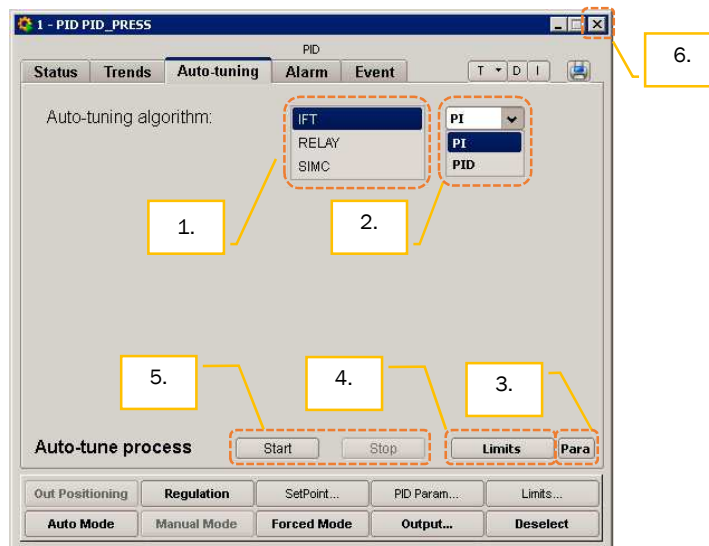 1 - PID PID_PRESS
6.
PID
Status Trends Auto-tuning Alarm Event T D I
Auto-tuning algorithm:
IFT
RELAY
SIMC
PI
PI
PID
1.
2.
5.
4.
3.
Auto-tune process Start Stop Limits Para
Out Positioning Regulation SetPoint... PID Param... Limits...
Auto Mode Manual Mode Forced Mode Output... Deselect